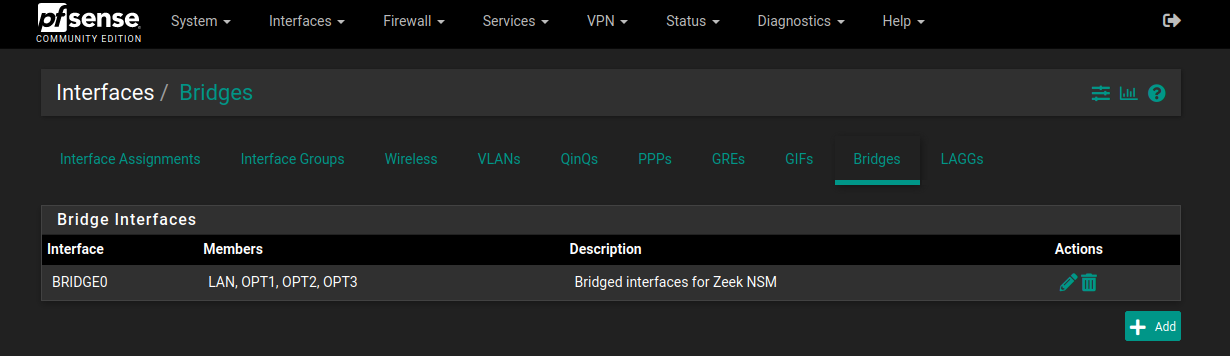 pfsense
COMMUNITY EDITION
System Interfaces Firewall Services VPN Status Diagnostics Help
Interfaces / Bridges
Interface Assignments Interface Groups Wireless VLANs QinQs PPPs GREs GIFs Bridges LAGGs
Bridge Interfaces
Interface Members Description Actions
BRIDGE0 LAN, OPT1, OPT2, OPT3 Bridged interfaces for Zeek NSM
Add